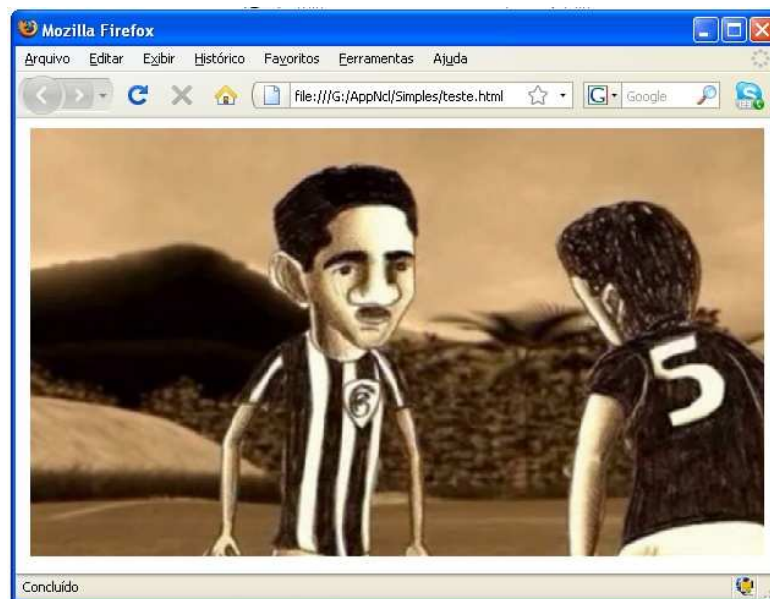 Mozilla Firefox
Arquivo Editar Exibir Histórico Favoritos Ferramentas Ajuda
file:///G:/AppNcl/Simples/teste.html G Google
5
Concluído